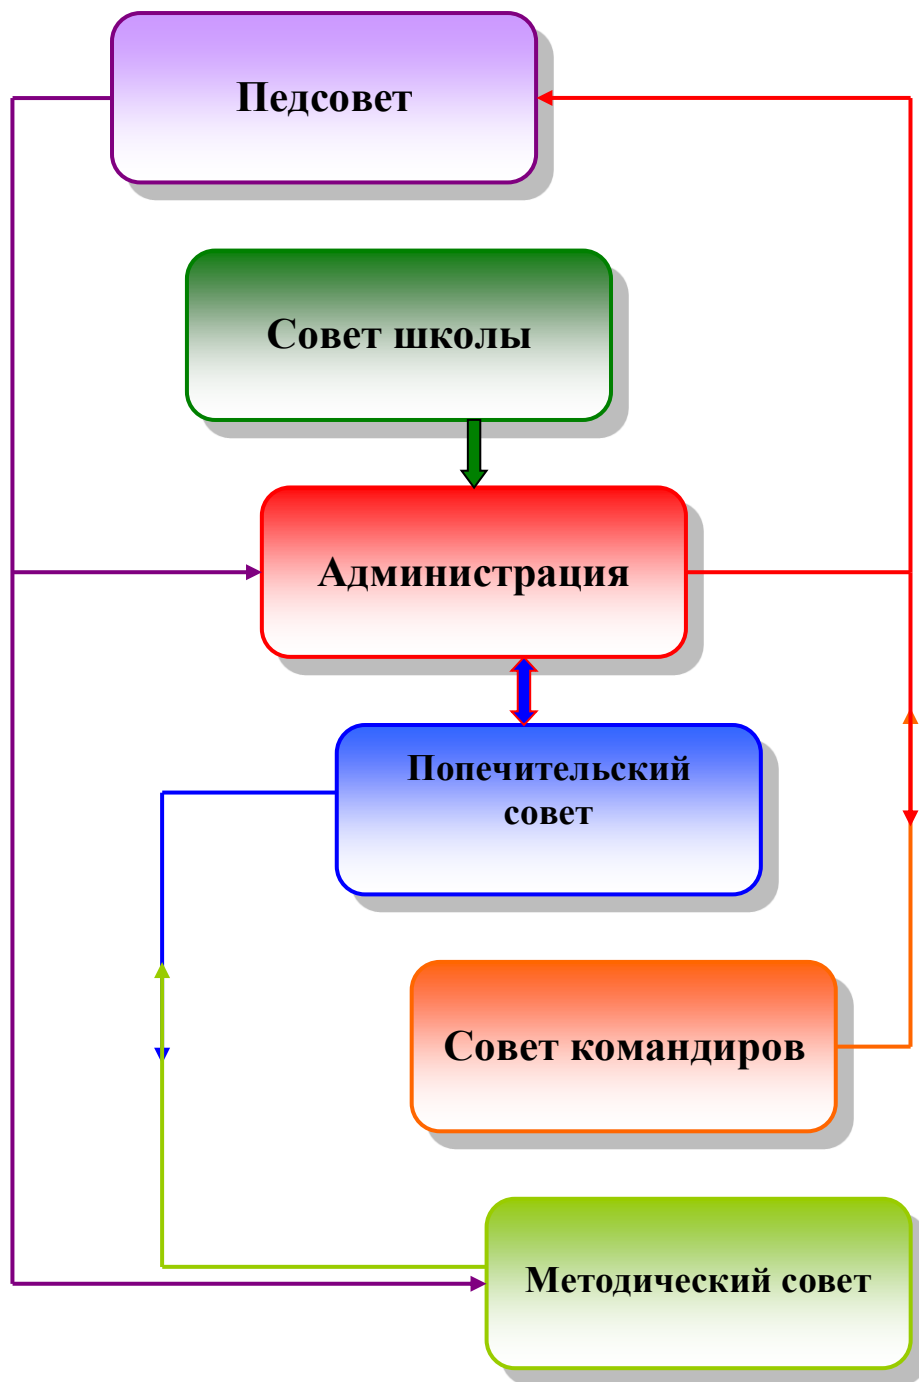 Педсовет
Совет школы
Администрация
Попечительский
совет
Совет командиров
Методический совет